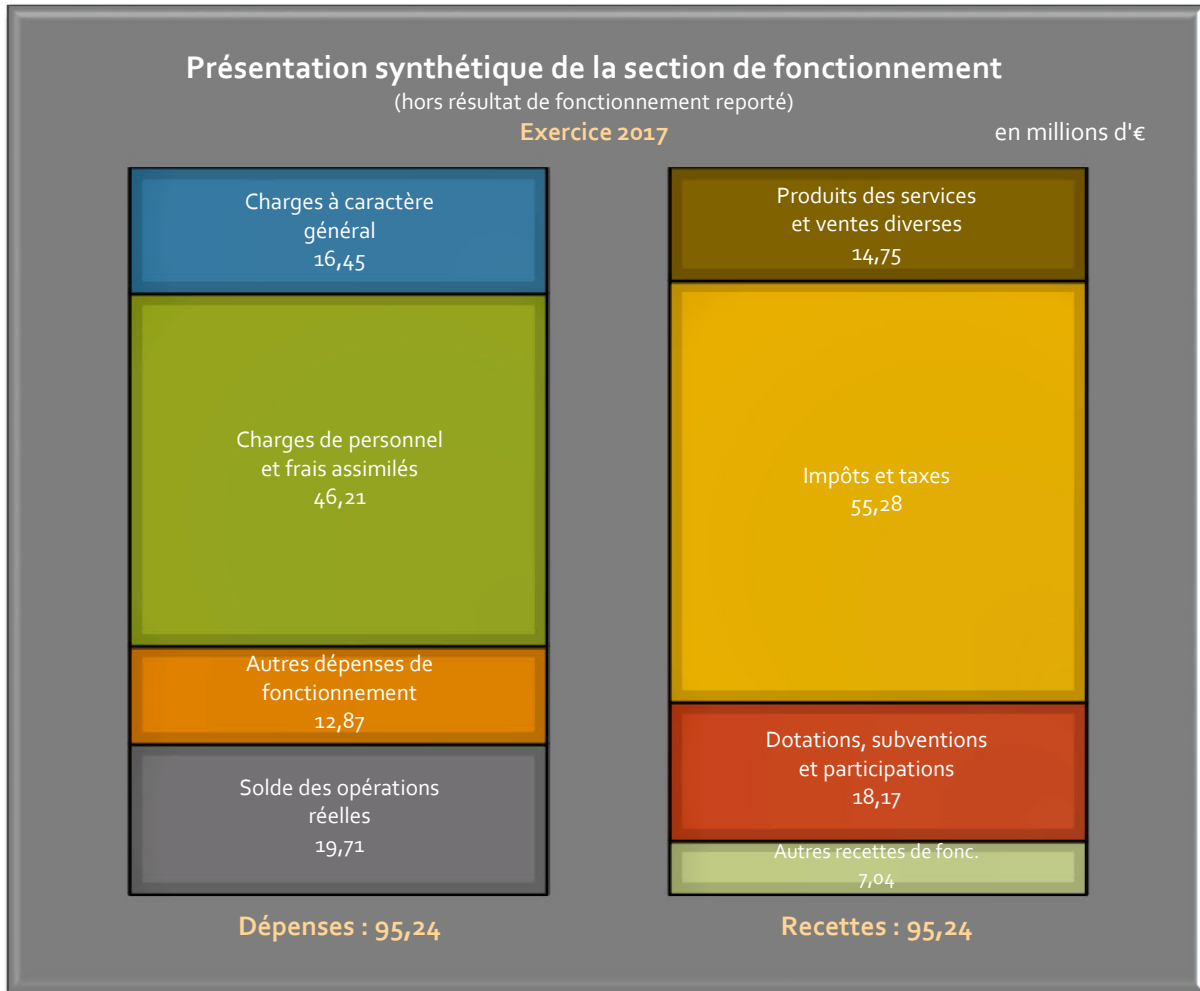 Présentation synthétique de la section de fonctionnement
(hors résultat de fonctionnement reporté)
Exercice 2017
en millions d'€
Charges à caractère
général
16,45
Charges de personnel
et frais assimilés
46,21
Autres dépenses de
fonctionnement
12,87
Solde des opérations
réelles
19,71
Dépenses : 95,24
Produits des services
et ventes diverses
14,75
Impôts et taxes
55,28
Dotations, subventions
et participations
18,17
Autres recettes de fonc.
7,04
Recettes : 95,24